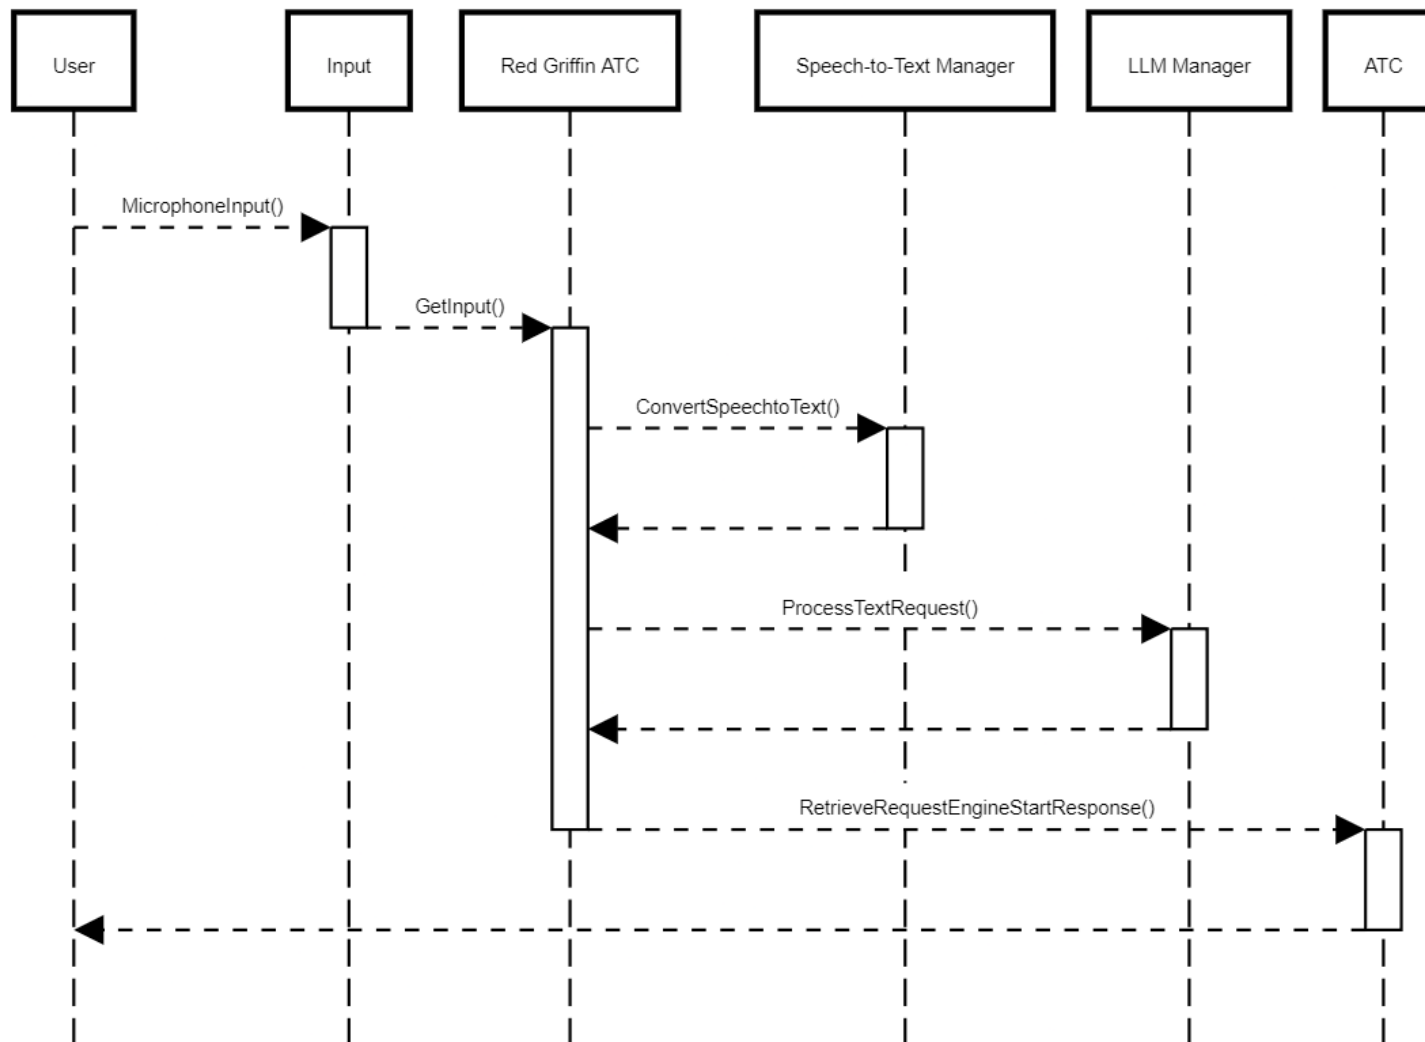 User
Input
Red Griffin ATC
Speech-to-Text Manager
LLM Manager
ATC
MicrophoneInput()
GetInput()
ConvertSpeechtoText()
ProcessTextRequest()
RetrieveRequestEngineStartResponse()